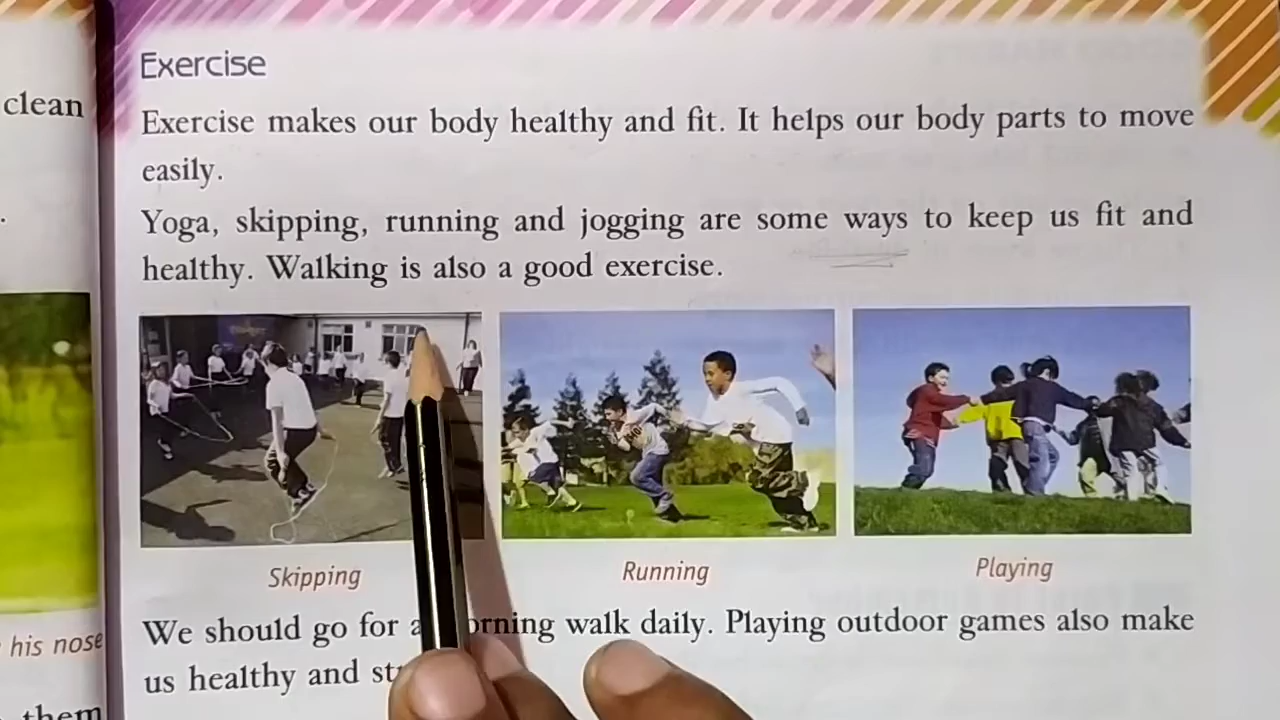 clean
his nose
them
Exercise
Exercise makes our body healthy and fit. It helps our body parts to move
easily.
Yoga, skipping, running and jogging are some ways to keep us fit and
healthy. Walking is also a good exercise.
Skipping
Running
Playing
We should go for a morning walk daily. Playing outdoor games also make
us healthy and